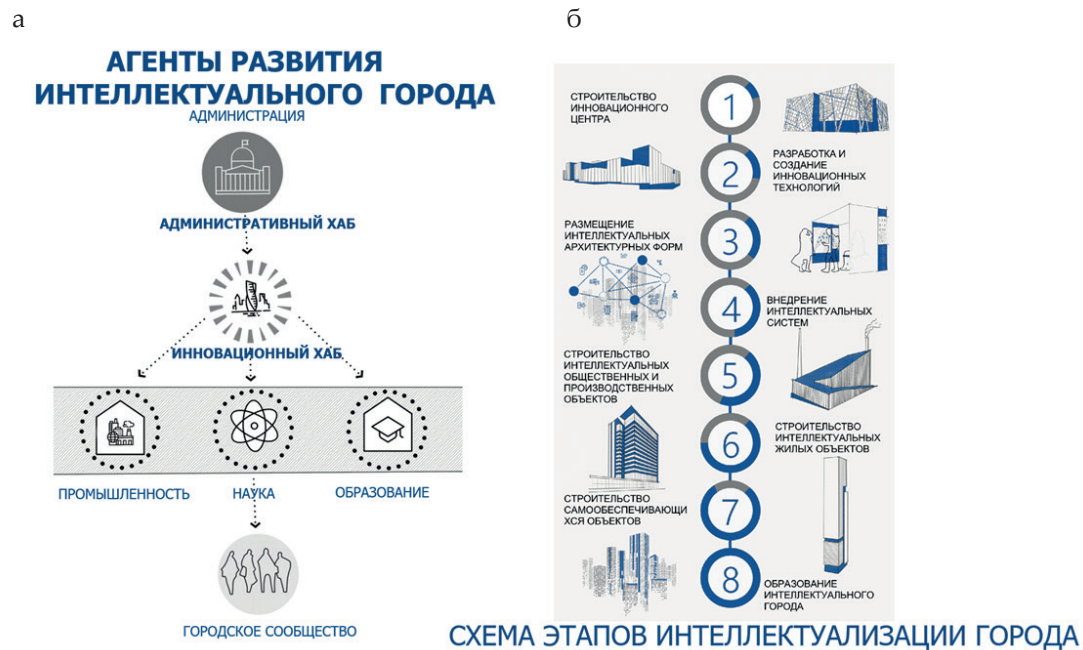 а
АГЕНТЫ РАЗВИТИЯ
ИНТЕЛЛЕКТУАЛЬНОГО ГОРОДА
АДМИНИСТРАЦИЯ
АДМИНИСТРАТИВНЫЙ ХАБ
ИННОВАЦИОННЫЙ ХАБ
ПРОМЫШЛЕННОСТЬ
НАУКА
ОБРАЗОВАНИЕ
ГОРОДСКОЕ СООБЩЕСТВО
б
СТРОИТЕЛЬСТВО
ИННОВАЦИОННОГО
ЦЕНТРА
1
РАЗРАБОТКА И
СОЗДАНИЕ
ИННОВАЦИОННЫХ
ТЕХНОЛОГИЙ
2
РАЗМЕЩЕНИЕ
ИНТЕЛЛЕКТУАЛЬНЫХ
АРХИТЕКТУРНЫХ ФОРМ
3
ВНЕДРЕНИЕ
ИНТЕЛЛЕКТУАЛЬНЫХ
СИСТЕМ
4
СТРОИТЕЛЬСТВО
ИНТЕЛЛЕКТУАЛЬНЫХ
ОБЩЕСТВЕННЫХ И
ПРОИЗВОДСТВЕННЫХ
ОБЪЕКТОВ
5
СТРОИТЕЛЬСТВО
ИНТЕЛЛЕКТУАЛЬНЫХ
ЖИЛЫХ ОБЪЕКТОВ
6
СТРОИТЕЛЬСТВО
САМООБЕСПЕЧИВАЮЩИ
ХСЯ ОБЪЕКТОВ
7
8
ОБРАЗОВАНИЕ
ИНТЕЛЛЕКТУАЛЬНОГО
ГОРОДА
СХЕМА ЭТАПОВ ИНТЕЛЛЕКТУАЛИЗАЦИИ ГОРОДА